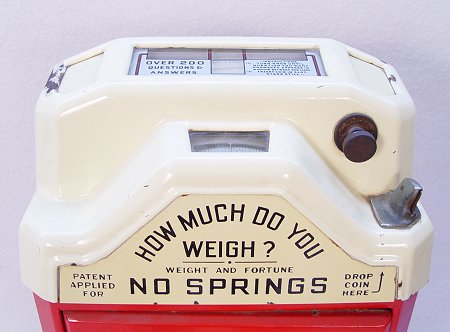 OVER 200
QUESTIONS &
ANSWERS
HOW MUCH DO YOU
WEIGH ?
WEIGHT AND FORTUNE
PATENT
APPLIED
FOR
NO SPRINGS
DROP
COIN
HERE